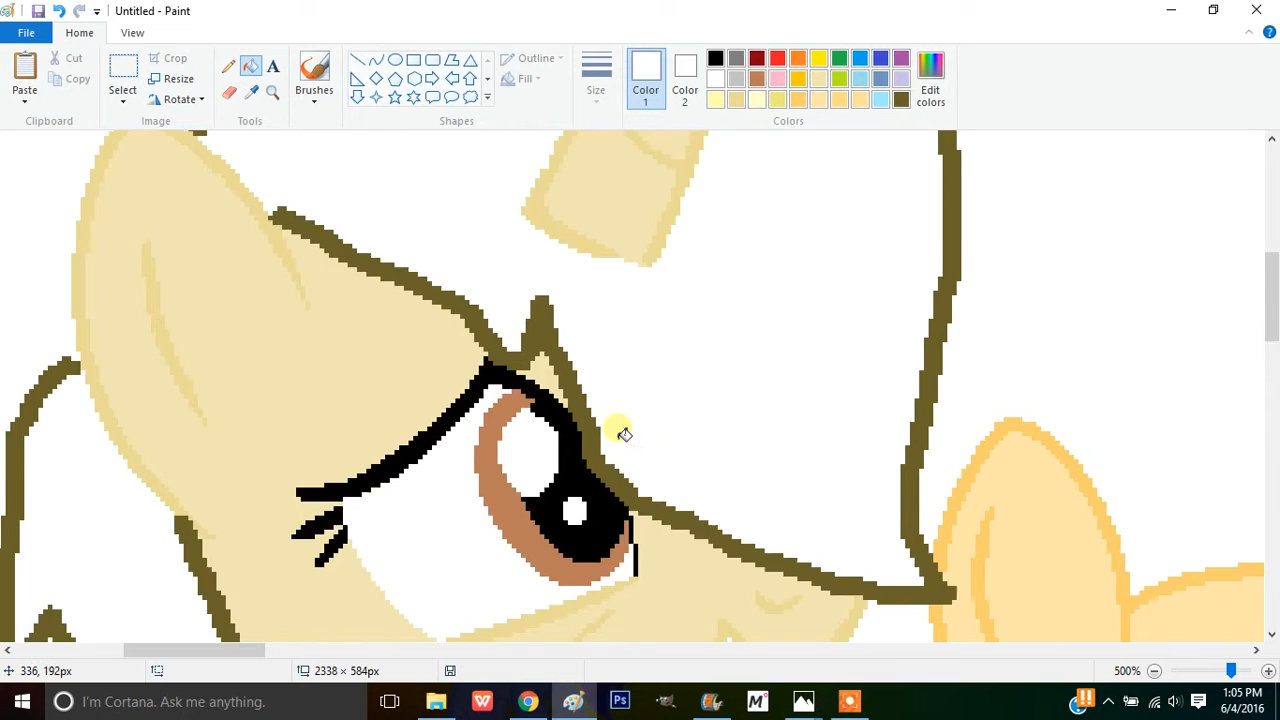 Untitled - Paint
File
Home
View
Paste
Cut
Copy
Clipboard
Select
Crop
Resize
Rotate
Image
A
Tools
Brushes
Outline
Fill
Shapes
Size
Color 1
Color 2
Edit colors
Colors
336, 192px
2338 × 584px
500%
I'm Cortana. Ask me anything.
W
Ps
M
1:05 PM
6/4/2016